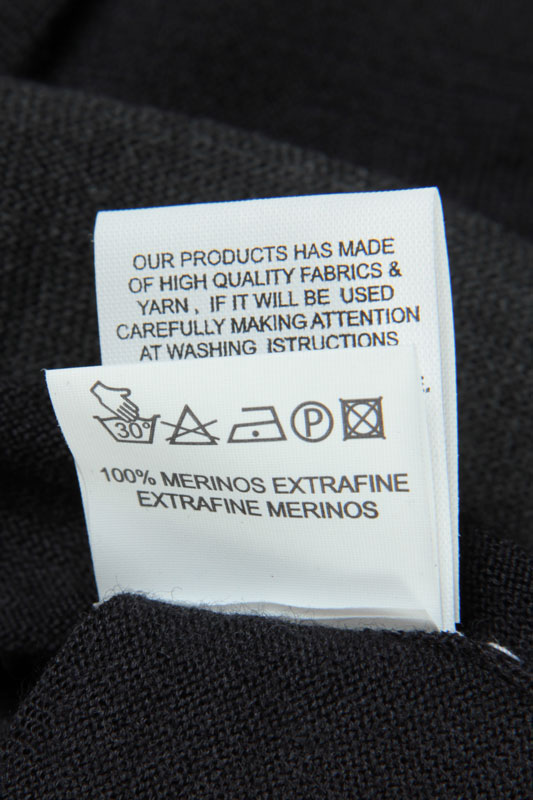 OUR PRODUCTS HAS MADE
OF HIGH QUALITY FABRICS &
YARN , IF IT WILL BE USED
CAREFULLY MAKING ATTENTION
AT WASHING ISTRUCTIONS
30° P
100% MERINOS EXTRAFINE
EXTRAFINE MERINOS